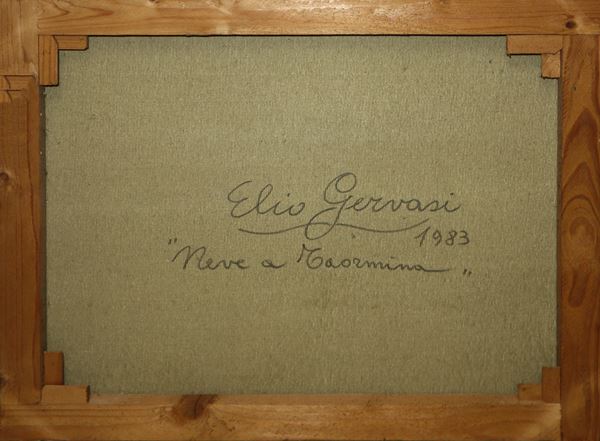 Elio Gervasi
1983
"Neve a Taormina"